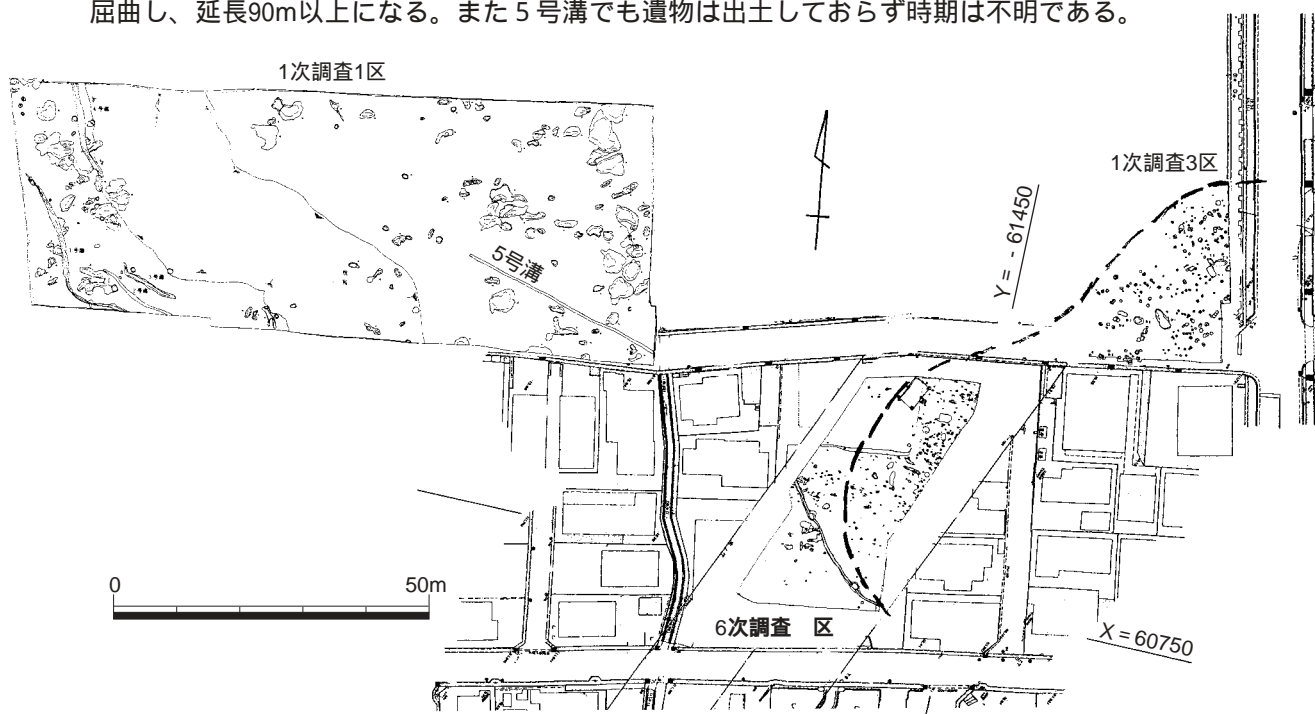 屈曲し、延長90m以上になる。また５号溝でも遺物は出土しておらず時期は不明である。
1次調査1区
1次調査3区
Y = - 61450
5号溝
0
50m
6次調査　区
X = 60750